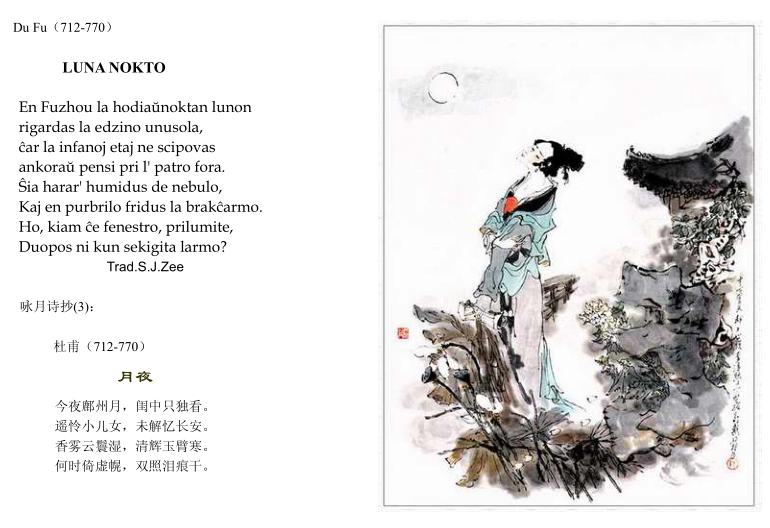 Du Fu（712-770）
LUNA NOKTO
En Fuzhou la hodiaŭnoktan lunon
rigardas la edzino unusola,
ĉar la infanoj etaj ne scipovas
ankoraŭ pensi pri l' patro fora.
Ŝia harar' humidus de nebulo,
Kaj en purbrilo fridus la brakĉarmo.
Ho, kiam ĉe fenestro, prilumite,
Duopos ni kun sekigita larmo?
Trad.S.J.Zee
咏月诗抄(3):
杜甫（712-770）
月夜
今夜鄜州月，闺中只独看。
遥怜小儿女，未解忆长安。
香雾云鬟湿，清辉玉臂寒。
何时倚虚幌，双照泪痕干。